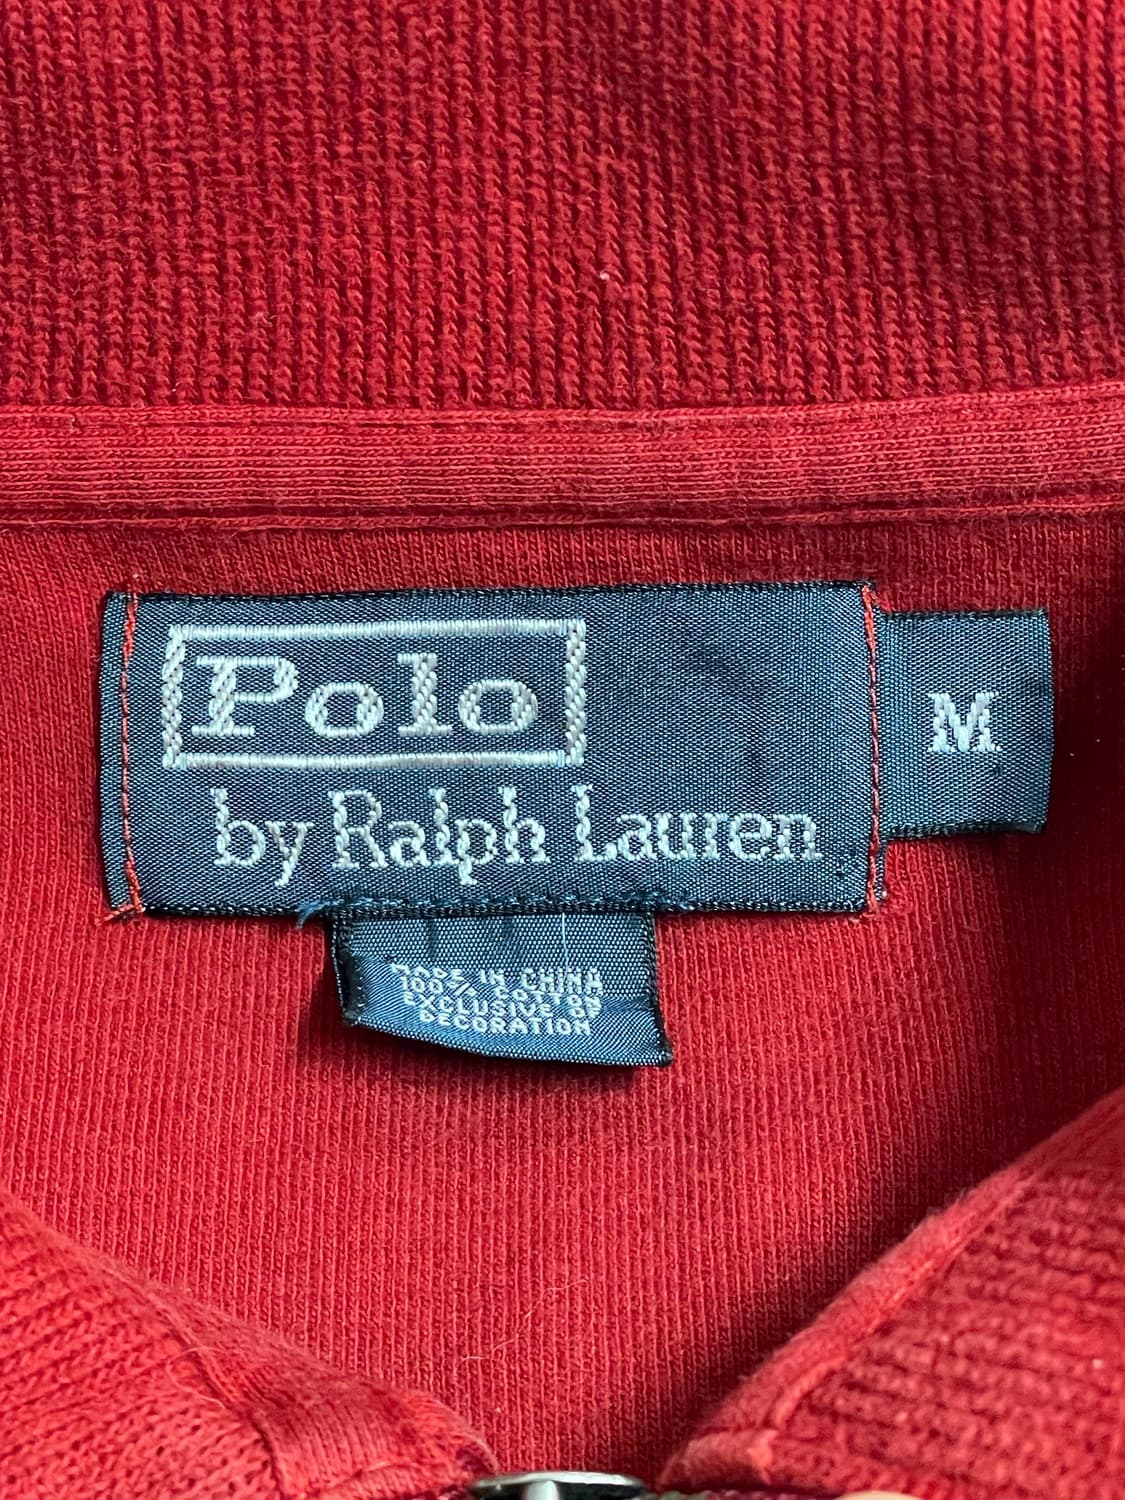 Polo
by Ralph Lauren
M
MADE IN CHINA
100% COTTON
EXCLUSIVE OF
DECORATION